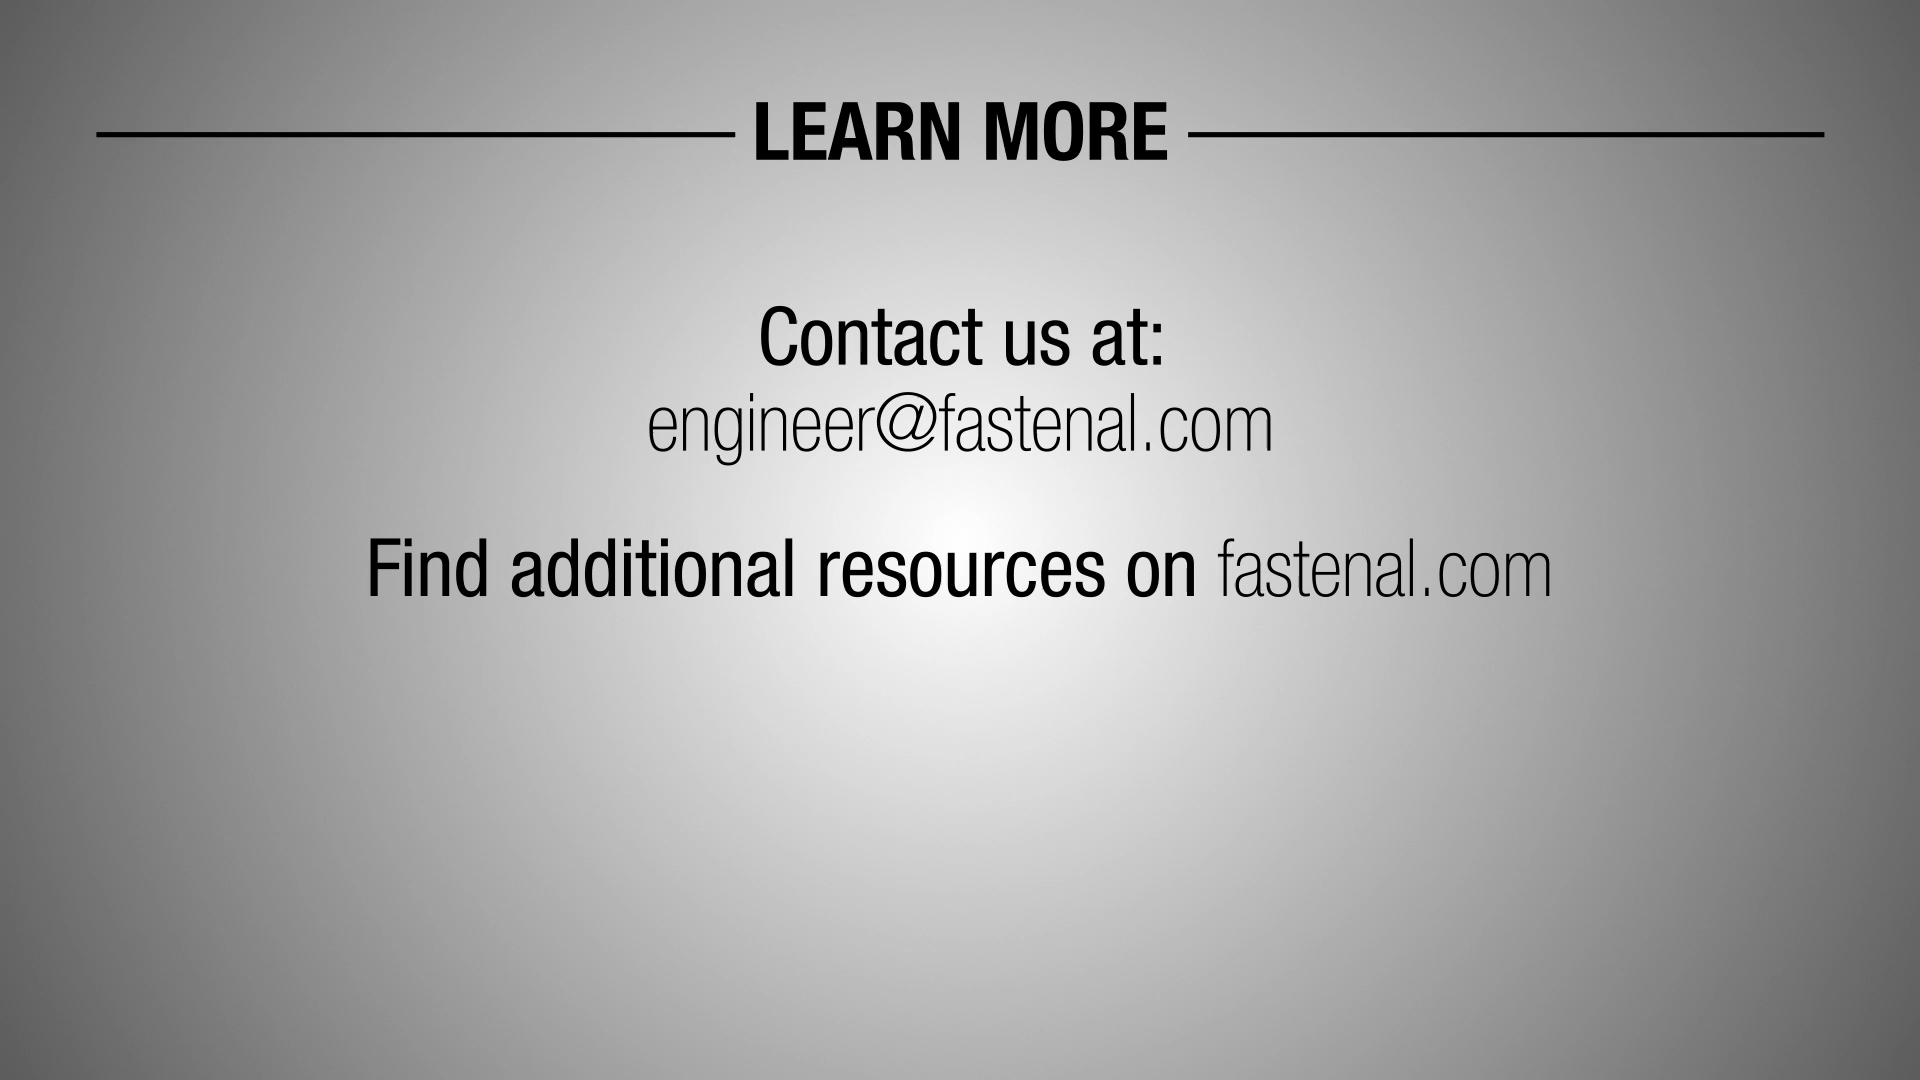 LEARN MORE
Contact us at:
engineer@fastenal.com
Find additional resources on fastenal.com